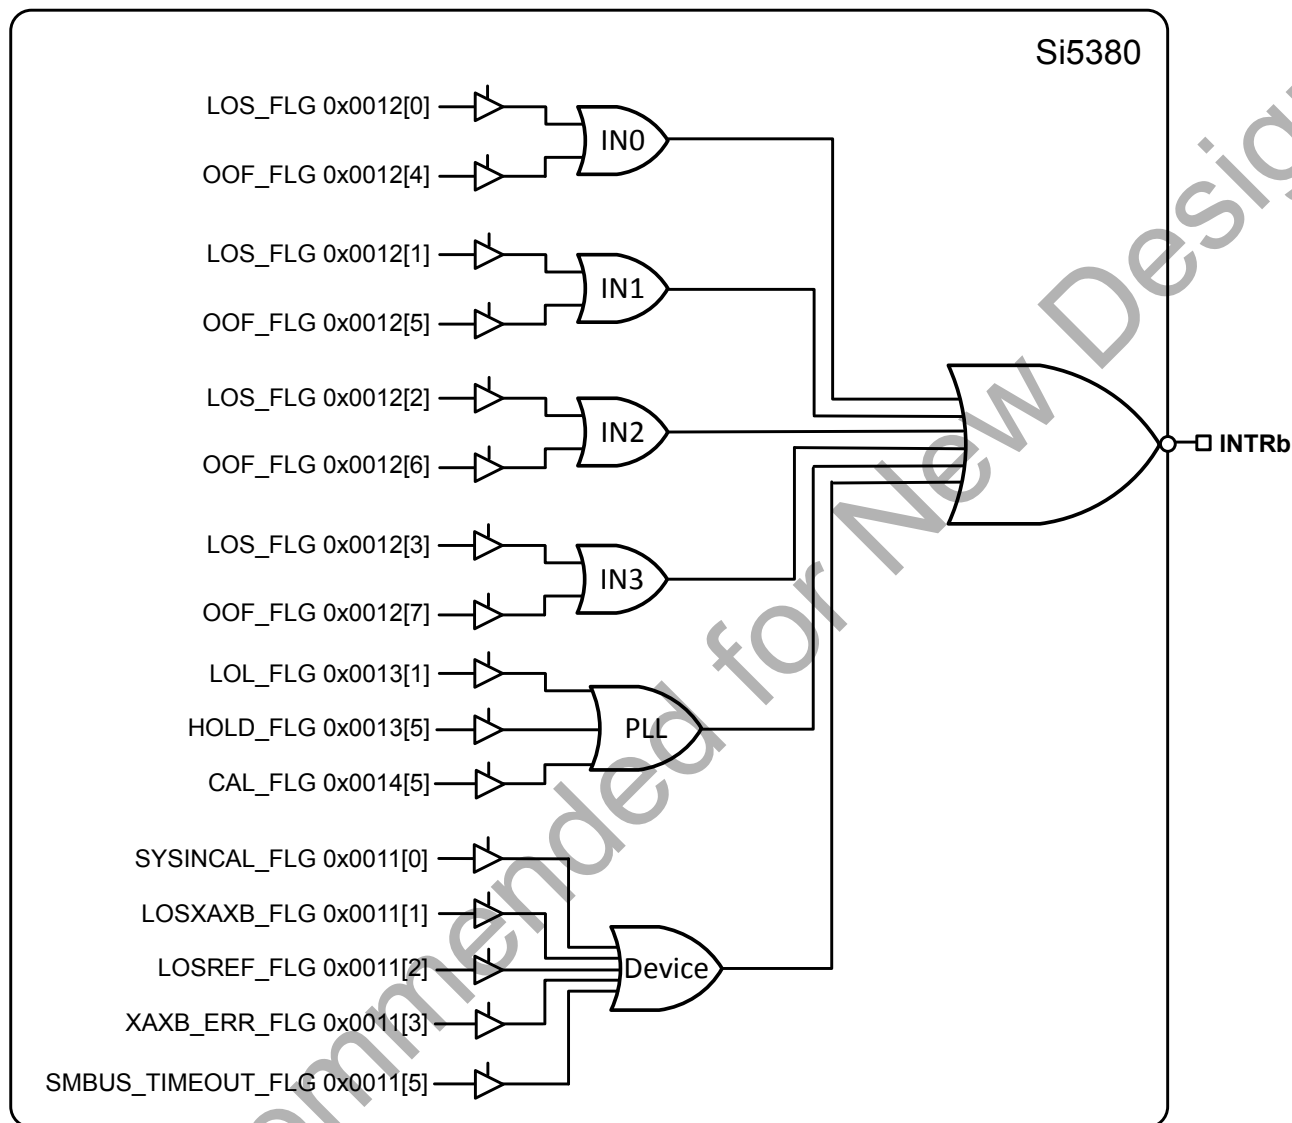 Si5380
LOS_FLG 0x0012[0]
IN0
OOF_FLG 0x0012[4]
LOS_FLG 0x0012[1]
IN1
OOF_FLG 0x0012[5]
LOS_FLG 0x0012[2]
IN2
OOF_FLG 0x0012[6]
INTRb
LOS_FLG 0x0012[3]
IN3
OOF_FLG 0x0012[7]
LOL_FLG 0x0013[1]
HOLD_FLG 0x0013[5]
PLL
CAL_FLG 0x0014[5]
SYSINCAL_FLG 0x0011[0]
LOSXAXB_FLG 0x0011[1]
LOSREF_FLG 0x0011[2]
Device
XAXB_ERR_FLG 0x0011[3]
SMBUS_TIMEOUT_FLG 0x0011[5]
ommended for New Desig